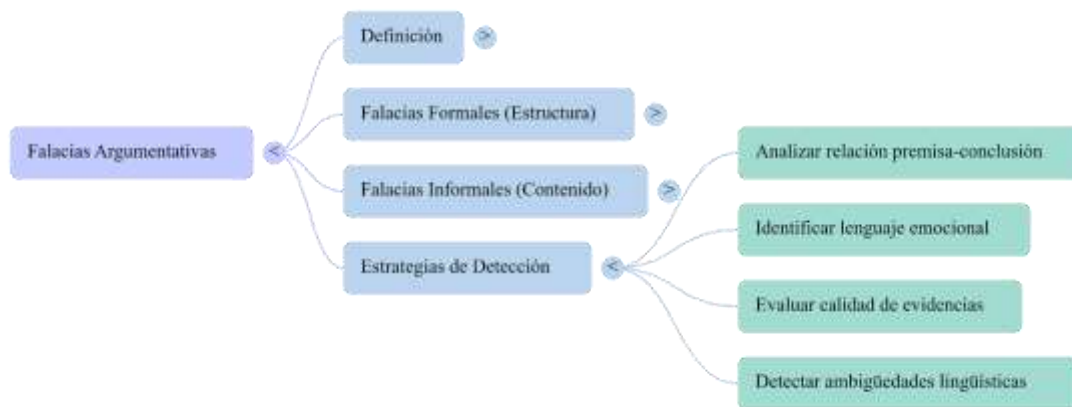 Definición >
Falacias Formales (Estructura) >
Falacias Argumentativas <
Analizar relación premisa-conclusión
Falacias Informales (Contenido) >
Identificar lenguaje emocional
Estrategias de Detección <
Evaluar calidad de evidencias
Detectar ambigüedades lingüísticas